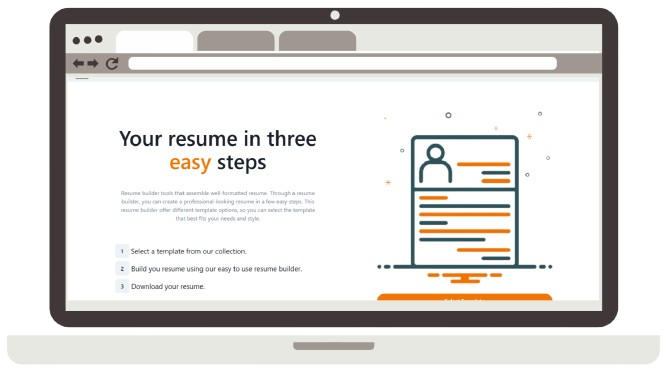 Your resume in three
easy steps
Resume builder tools that assemble well-formatted resume. Through a resume
builder, you can create a professional-looking resume in a few easy steps. This
resume builder offer different template options, so you can select the template
that best fits your needs and style.
1 Select a template from our collection.
2 Build you resume using our easy to use resume builder.
3 Download your resume.